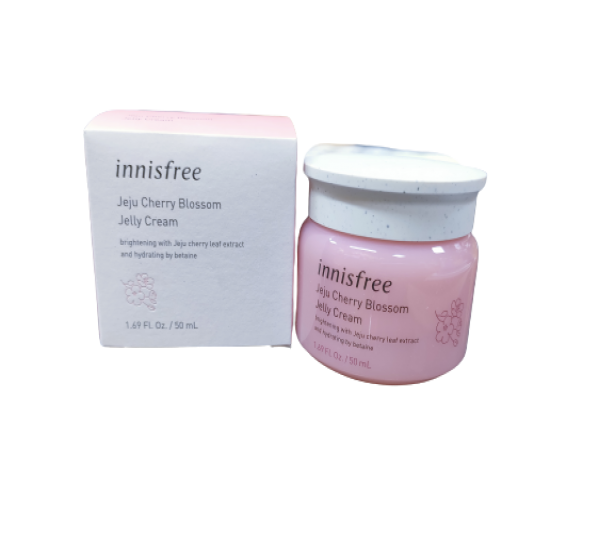 innisfree
Jeju Cherry Blossom
Jelly Cream
brightening with Jeju cherry leaf extract
and hydrating by betaine
1.69 FL Oz. / 50 mL
innisfree
Jeju Cherry Blossom
Jelly Cream
brightening with Jeju cherry leaf extract
and hydrating by betaine
1.69 FL Oz. / 50 mL